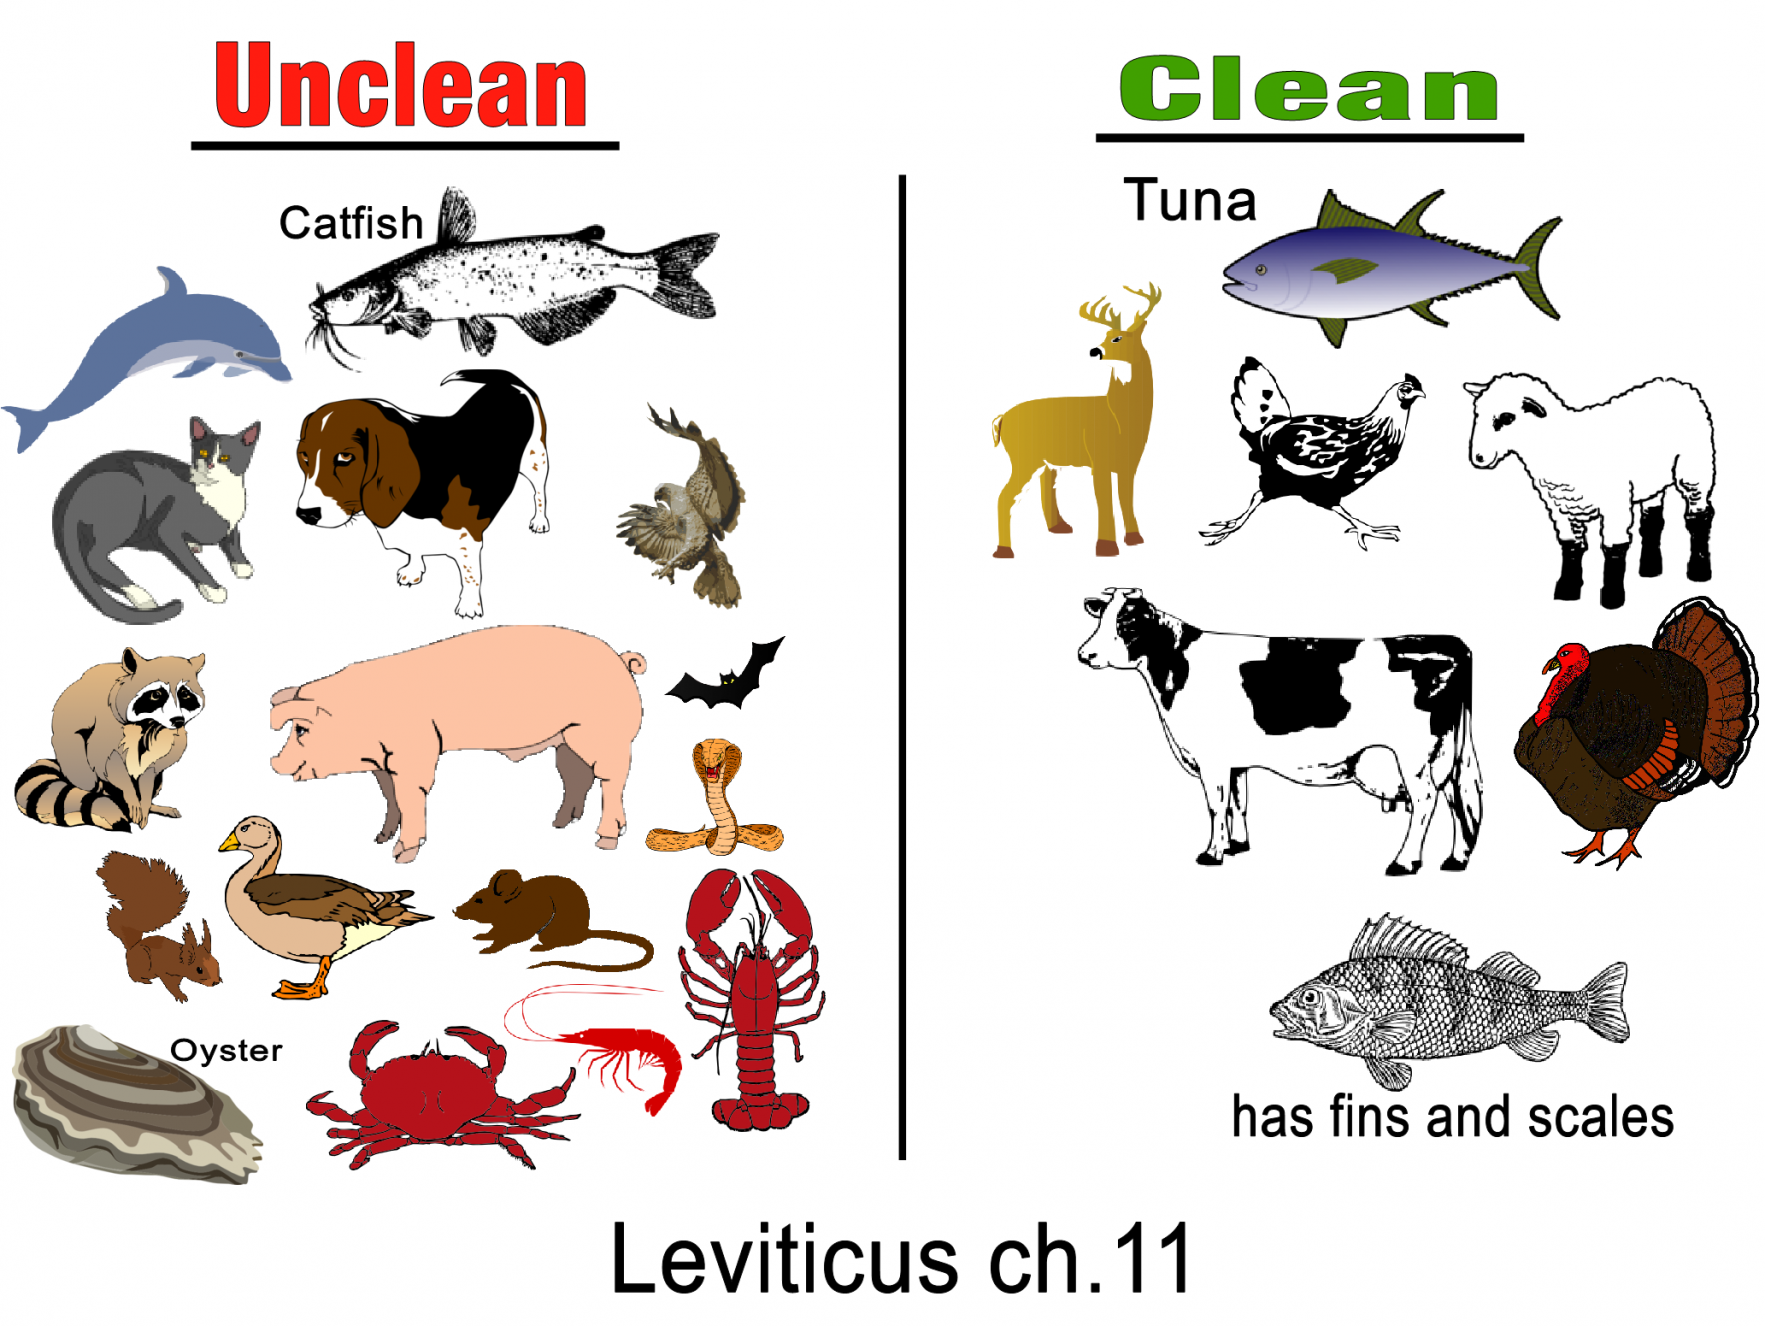 Unclean
Clean
Catfish
Tuna
Oyster
has fins and scales
Leviticus ch.11